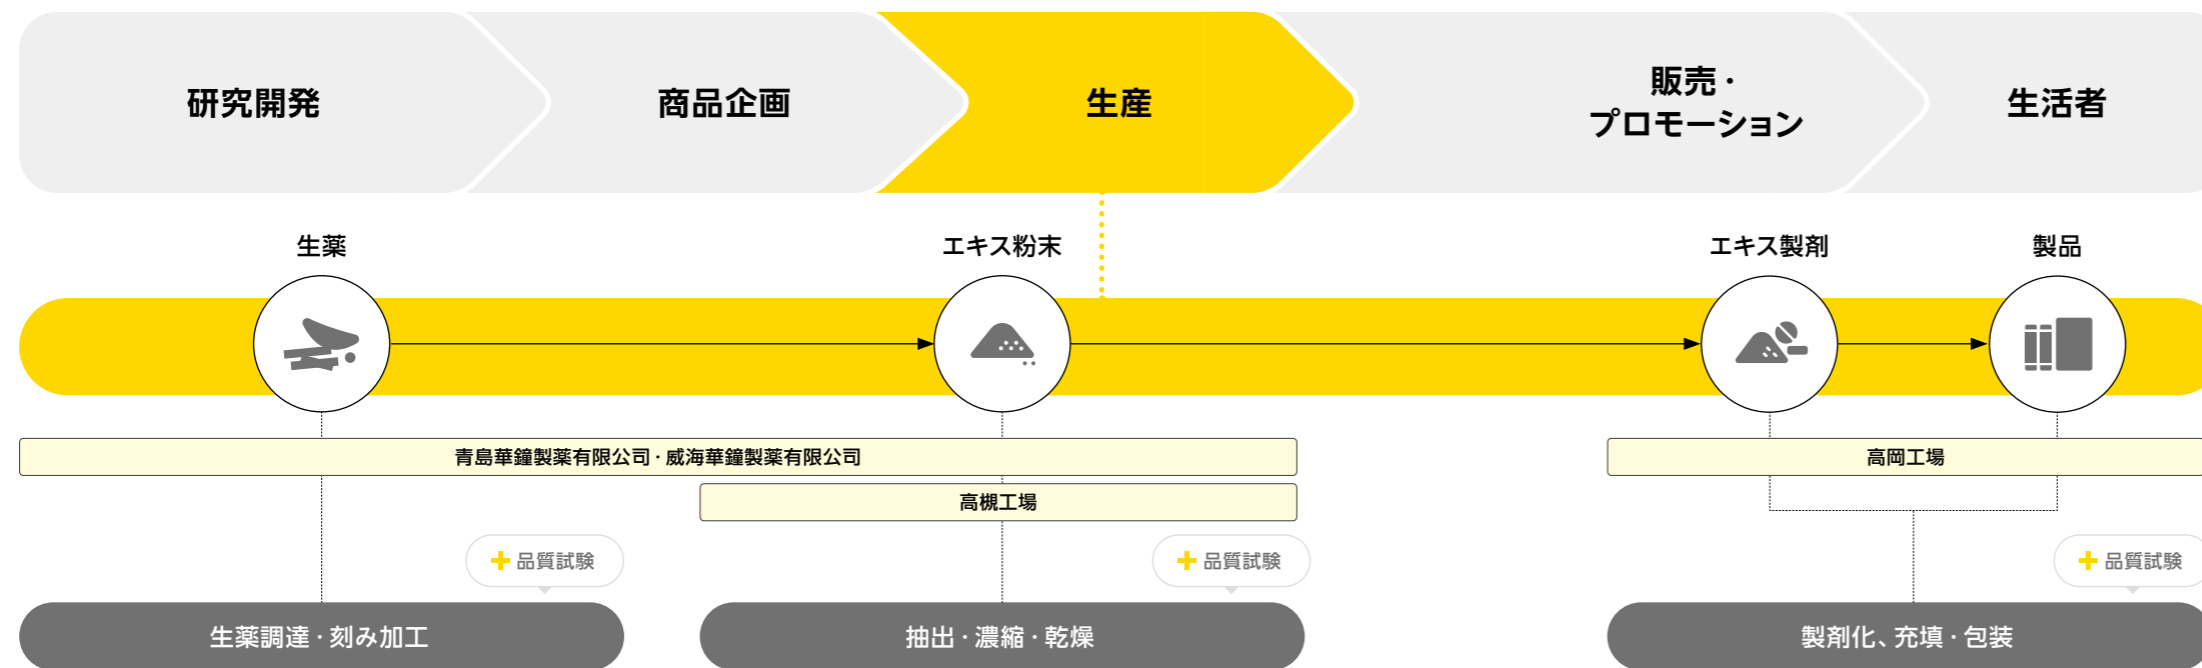 研究開発
商品企画
生産
販売・
プロモーション
生活者
生薬
エキス粉末
エキス製剤
製品
青島華鐘製薬有限公司・威海華鐘製薬有限公司
高岡工場
高槻工場
品質試験
品質試験
品質試験
生薬調達・刻み加工
抽出・濃縮・乾燥
製剤化、充填・包装